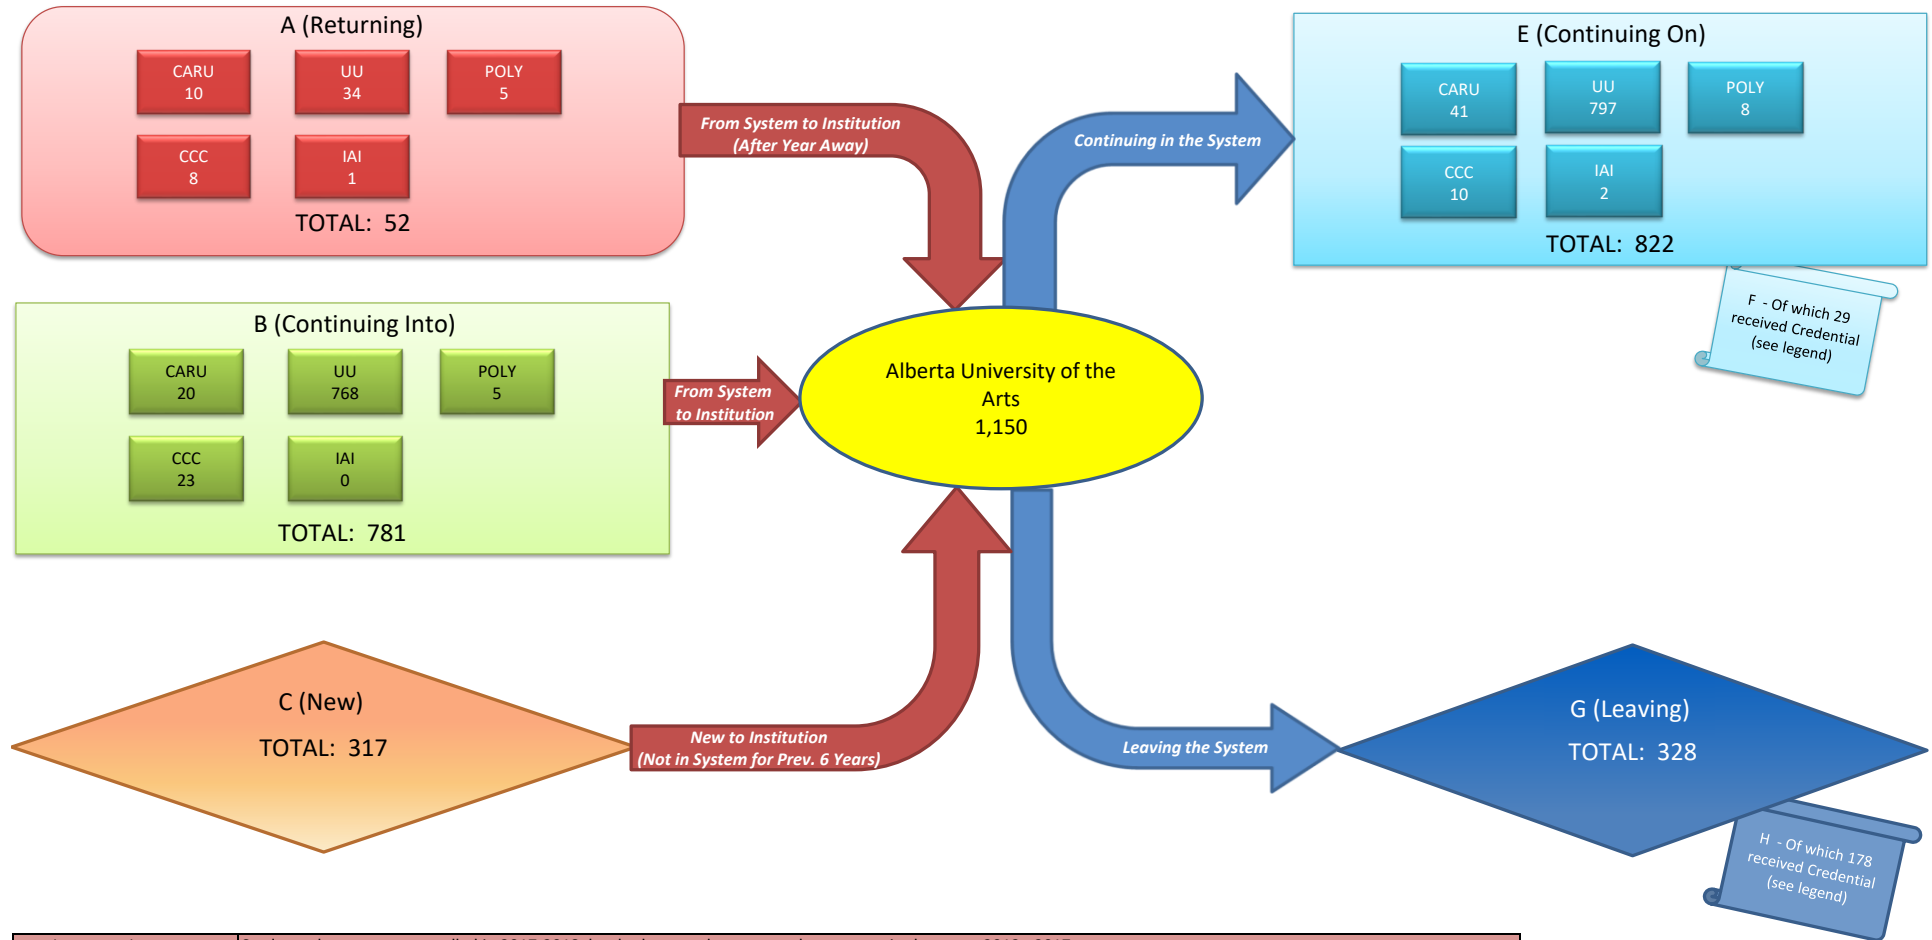 A (Returning)
CARU
10
UU
34
POLY
5
CCC
8
IAI
1
TOTAL: 52
From System to Institution
(After Year Away)
B (Continuing Into)
CARU
20
UU
768
POLY
5
CCC
23
IAI
0
TOTAL: 781
From System
to Institution
C (New)
TOTAL: 317
New to Institution
(Not in System for Prev. 6 Years)
Alberta University of the
Arts
1,150
Continuing in the System
E (Continuing On)
CARU
41
UU
797
POLY
8
CCC
10
IAI
2
TOTAL: 822
F - Of which 29
received Credential
(see legend)
Leaving the System
G (Leaving)
TOTAL: 328
H - Of which 178
received Credential
(see legend)